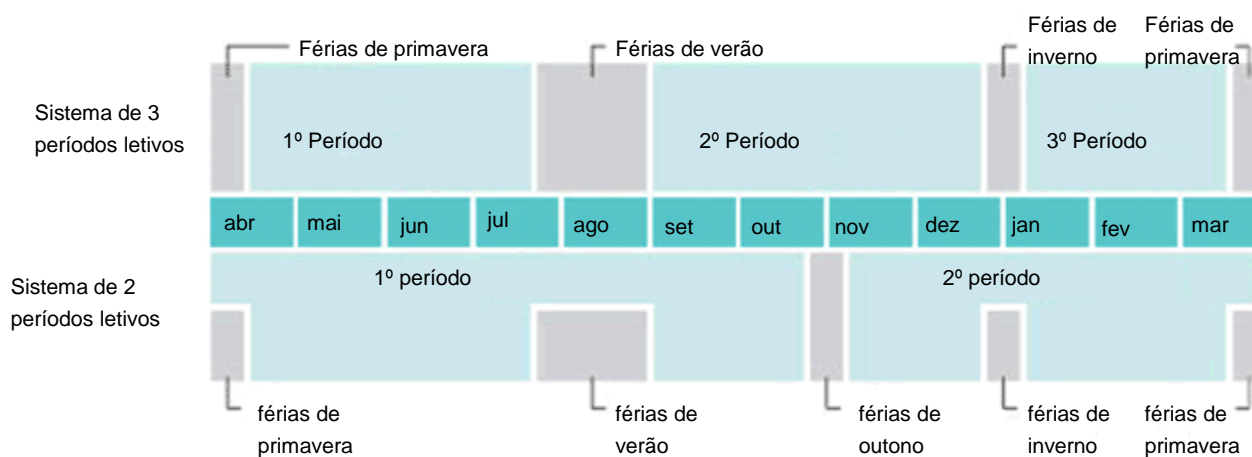 Férias de primavera
Férias de verão
Férias de
inverno
Férias de
primavera
Sistema de 3
períodos letivos
1º Período
2º Período
3º Período
abr
mai
jun
jul
ago
set
out
nov
dez
jan
fev
mar
Sistema de 2
períodos letivos
1º período
2º período
férias de
primavera
férias de
verão
férias de
outono
férias de
inverno
férias de
primavera